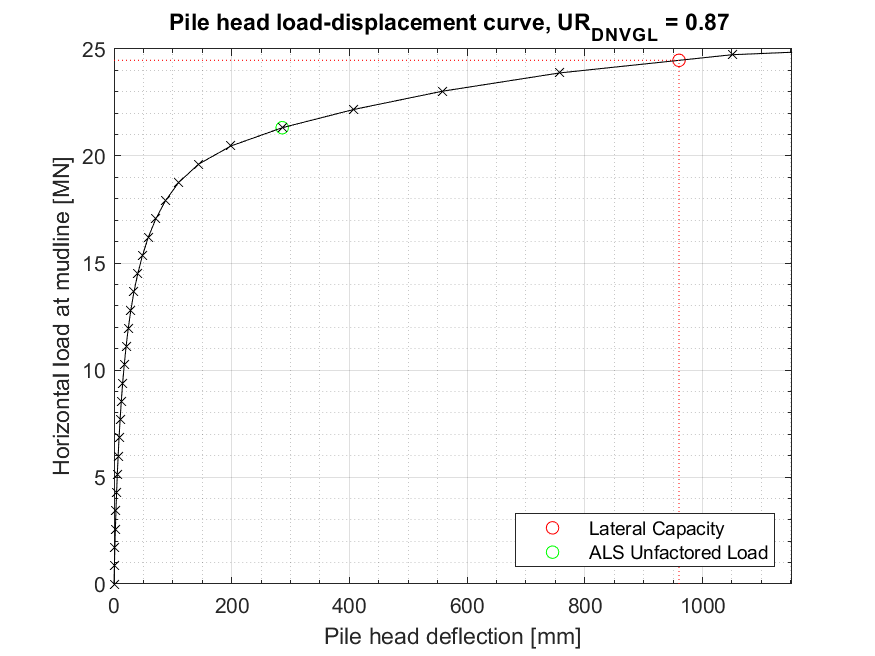 Pile head load-displacement curve, UR_DNVGL = 0.87
Horizontal load at mudline [MN]
25
20
15
10
5
0
0 200 400 600 800 1000
Pile head deflection [mm]
Lateral Capacity
ALS Unfactored Load